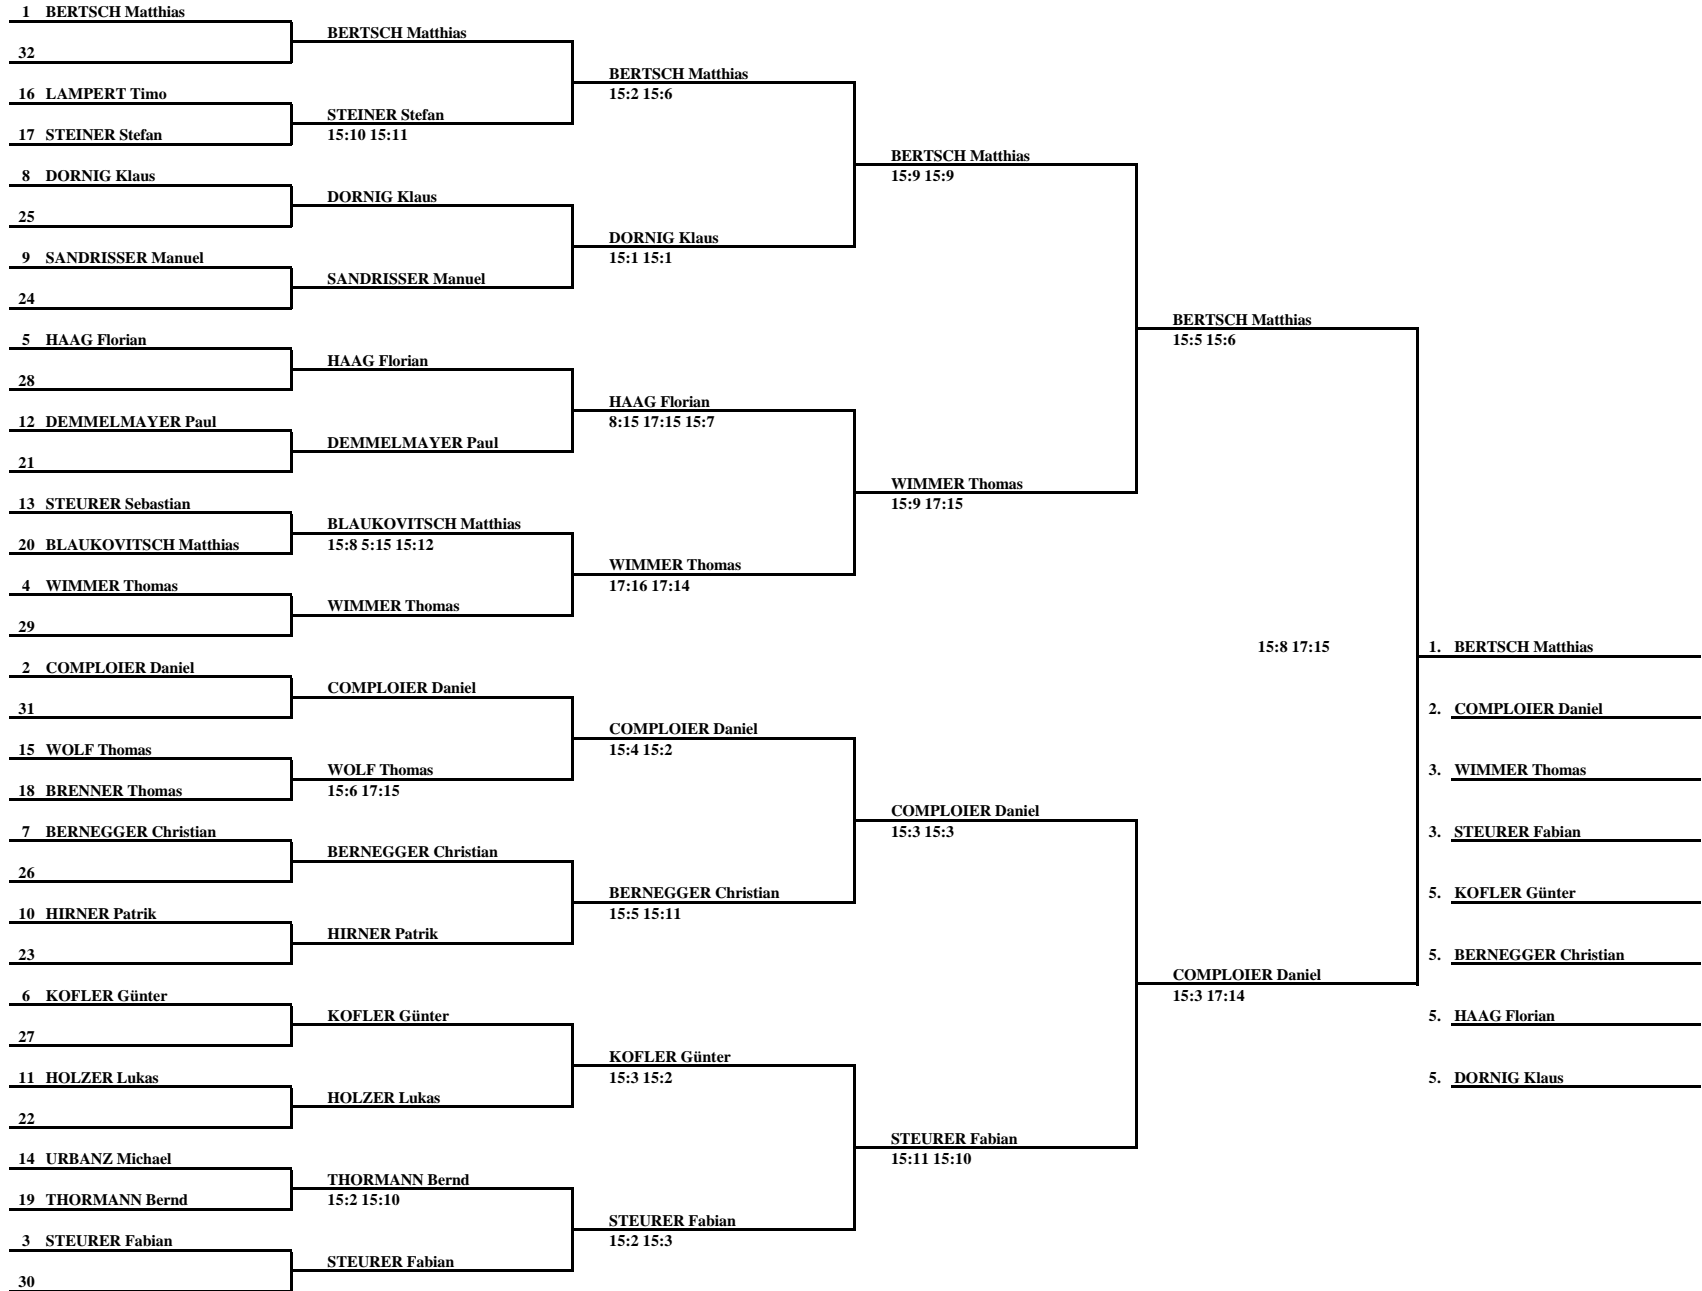 1 BERTSCH Matthias
32
16 LAMPERT Timo
17 STEINER Stefan
8 DORNIG Klaus
25
9 SANDRISSER Manuel
24
5 HAAG Florian
28
12 DEMMELMAYER Paul
21
13 STEURER Sebastian
20 BLAUKOVITSCH Matthias
4 WIMMER Thomas
29
2 COMPLOIER Daniel
31
15 WOLF Thomas
18 BRENNER Thomas
7 BERNEGGER Christian
26
10 HIRNER Patrik
23
6 KOFLER Günter
27
11 HOLZER Lukas
22
14 URBANZ Michael
19 THORMANN Bernd
3 STEURER Fabian
30
BERTSCH Matthias
STEINER Stefan
15:10 15:11
DORNIG Klaus
SANDRISSER Manuel
HAAG Florian
DEMMELMAYER Paul
BLAUKOVITSCH Matthias
15:8 5:15 15:12
WIMMER Thomas
COMPLOIER Daniel
WOLF Thomas
15:6 17:15
BERNEGGER Christian
HIRNER Patrik
KOFLER Günter
HOLZER Lukas
THORMANN Bernd
15:2 15:10
STEURER Fabian
BERTSCH Matthias
15:2 15:6
DORNIG Klaus
15:1 15:1
HAAG Florian
8:15 17:15 15:7
WIMMER Thomas
17:16 17:14
COMPLOIER Daniel
15:4 15:2
BERNEGGER Christian
15:5 15:11
KOFLER Günter
15:3 15:2
STEURER Fabian
15:2 15:3
BERTSCH Matthias
15:9 15:9
WIMMER Thomas
15:9 17:15
COMPLOIER Daniel
15:3 15:3
STEURER Fabian
15:11 15:10
BERTSCH Matthias
15:5 15:6
COMPLOIER Daniel
15:3 17:14
15:8 17:15
1. BERTSCH Matthias
2. COMPLOIER Daniel
3. WIMMER Thomas
3. STEURER Fabian
5. KOFLER Günter
5. BERNEGGER Christian
5. HAAG Florian
5. DORNIG Klaus